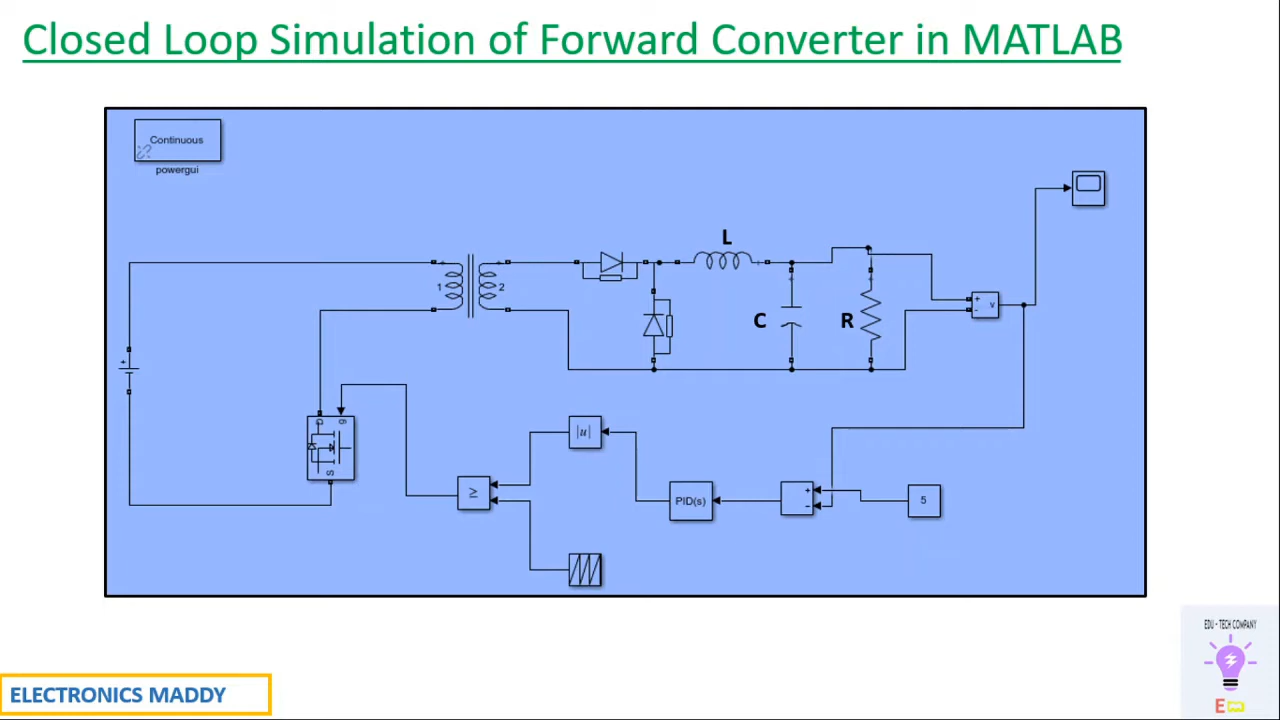 Closed Loop Simulation of Forward Converter in MATLAB
Continuous
powergui
L
1
2
C
R
+
-
v
D
g
S
|u|
≥
PID(s)
+
-
5
EDU - TECH COMPANY
ELECTRONICS MADDY
Em